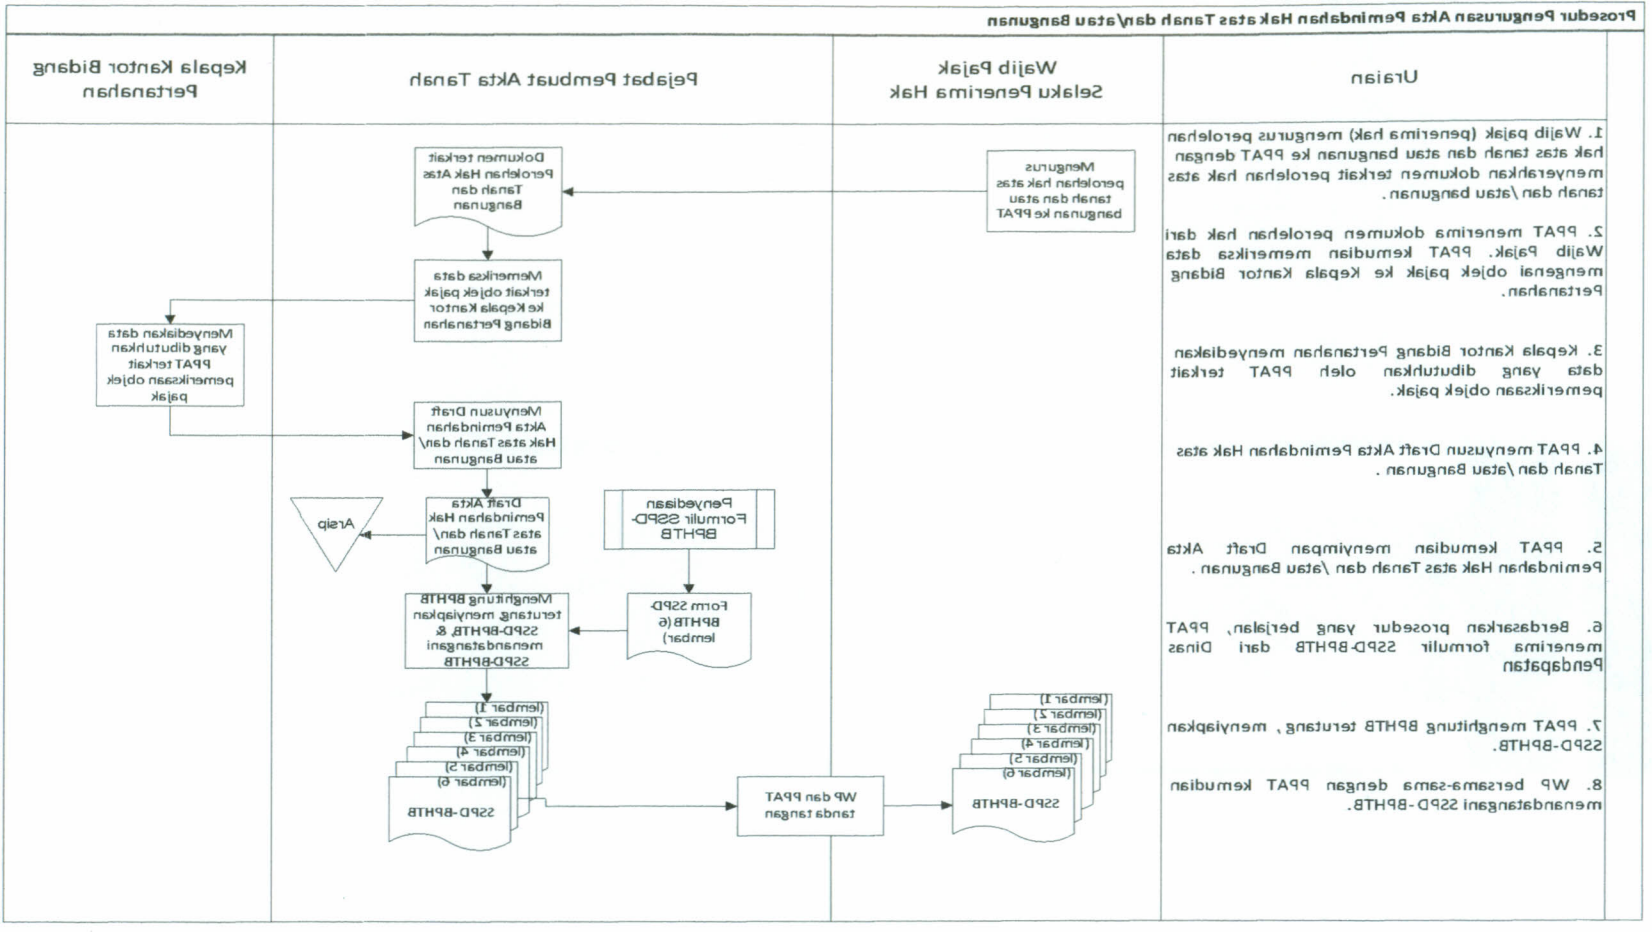 Prosedur Pengurusan Akta Pemindahan Hak atas Tanah dan/atau Bangunan
Uraian
Wajib Pajak
Selaku Penerima Hak
Pejabat Pembuat Akta Tanah
Kepala Kantor Bidang
Pertanahan
1. Wajib pajak (penerima hak) mengurus perolehan
hak atas tanah dan atau bangunan ke PPAT dengan
menyerahkan dokumen terkait perolehan hak atas
tanah dan /atau bangunan.
2. PPAT menerima dokumen perolehan hak dari
Wajib Pajak. PPAT kemudian memeriksa data
mengenai objek pajak ke Kepala Kantor Bidang
Pertanahan.
3. Kepala Kantor Bidang Pertanahan menyediakan
data yang dibutuhkan oleh PPAT terkait
pemeriksaan objek pajak.
4. PPAT menyusun Draft Akta Pemindahan Hak atas
Tanah dan /atau Bangunan .
5. PPAT kemudian menyimpan Draft Akta
Pemindahan Hak atas Tanah dan /atau Bangunan .
6. Berdasarkan prosedur yang berjalan, PPAT
menerima formulir SSPD-BPHTB dari Dinas
Pendapatan
7. PPAT menghitung BPHTB terutang , menyiapkan
SSPD-BPHTB.
8. WP bersama-sama dengan PPAT kemudian
menandatangani SSPD -BPHTB.
Mengurus
perolehan hak atas
tanah dan atau
bangunan ke PPAT
Dokumen terkait
Perolehan Hak Atas
Tanah dan
Bangunan
Memeriksa data
terkait objek pajak
ke Kepala Kantor
Bidang Pertanahan
Menyediakan data
yang dibutuhkan
PPAT terkait
pemeriksaan objek
pajak
Menyusun Draft
Akta Pemindahan
Hak atas Tanah dan/
atau Bangunan
Draft Akta
Pemindahan Hak
atas Tanah dan/
atau Bangunan
Arsip
Penyediaan
Formulir SSPD-
BPHTB
Form SSPD-
BPHTB (6
lembar)
Menghitung BPHTB
terutang, menyiapkan
SSPD-BPHTB, &
menandatangani
SSPD-BPHTB
(lembar 1)
(lembar 2)
(lembar 3)
(lembar 4)
(lembar 5)
(lembar 6)
SSPD-BPHTB
WP dan PPAT
tanda tangan
(lembar 1)
(lembar 2)
(lembar 3)
(lembar 4)
(lembar 5)
(lembar 6)
SSPD-BPHTB